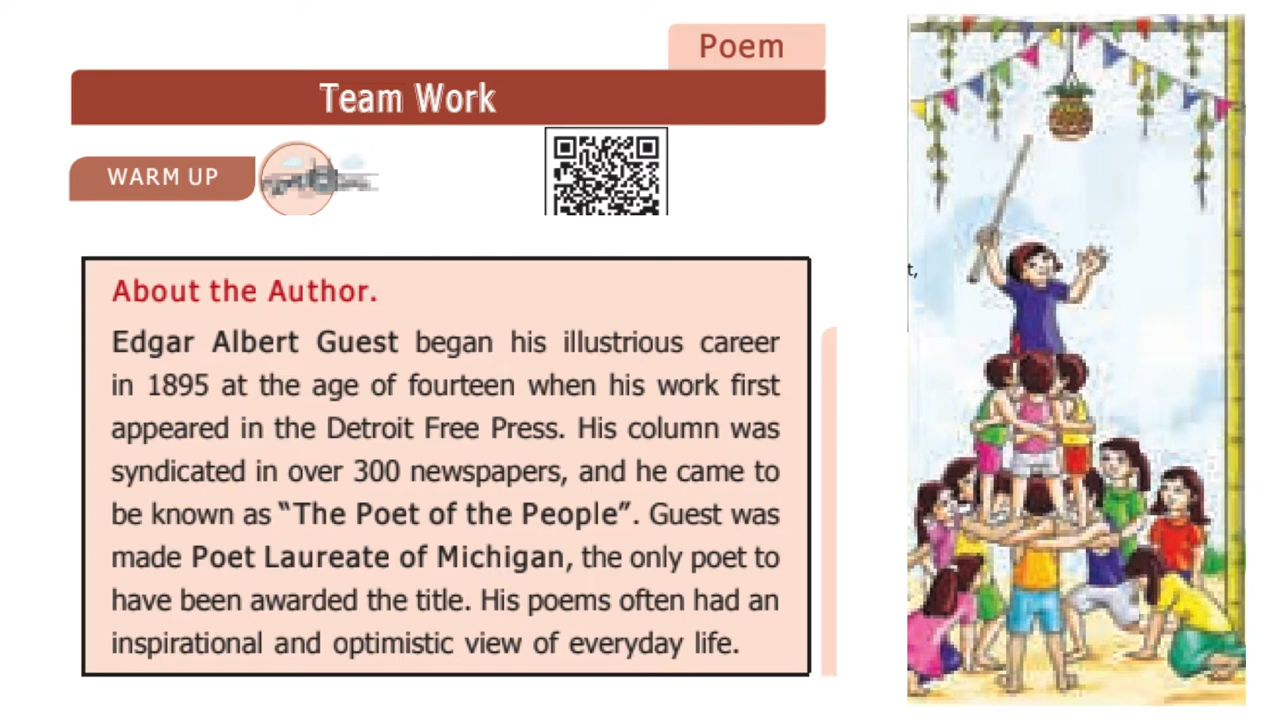 Poem
Team Work
WARM UP
t,
About the Author.
Edgar Albert Guest began his illustrious career
in 1895 at the age of fourteen when his work first
appeared in the Detroit Free Press. His column was
syndicated in over 300 newspapers, and he came to
be known as “The Poet of the People”. Guest was
made Poet Laureate of Michigan, the only poet to
have been awarded the title. His poems often had an
inspirational and optimistic view of everyday life.